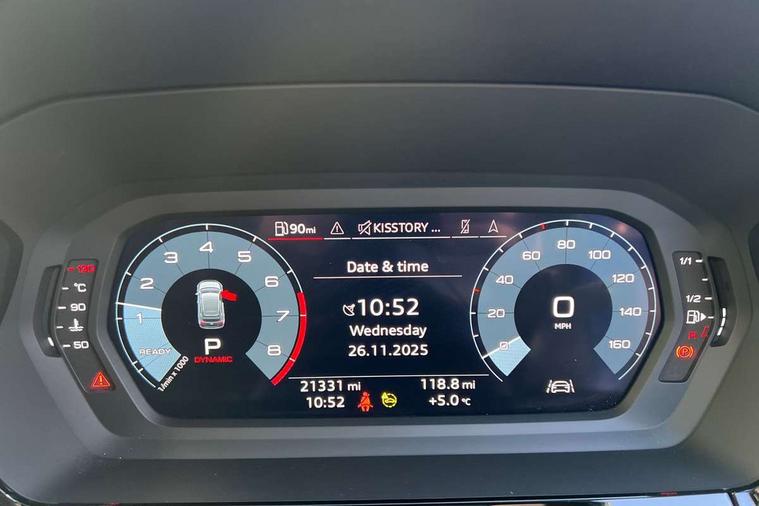 90mi
KISSTORY ...
Date & time
10:52
Wednesday
26.11.2025
21331 mi
118.8 mi
10:52
+5.0 °C
1
2
3
4
5
6
7
8
READY
1/min x 1000
P
DYNAMIC
0
20
40
60
80
100
120
140
160
0
MPH
130
°C
90
50
1/1
1/2
R
(P)